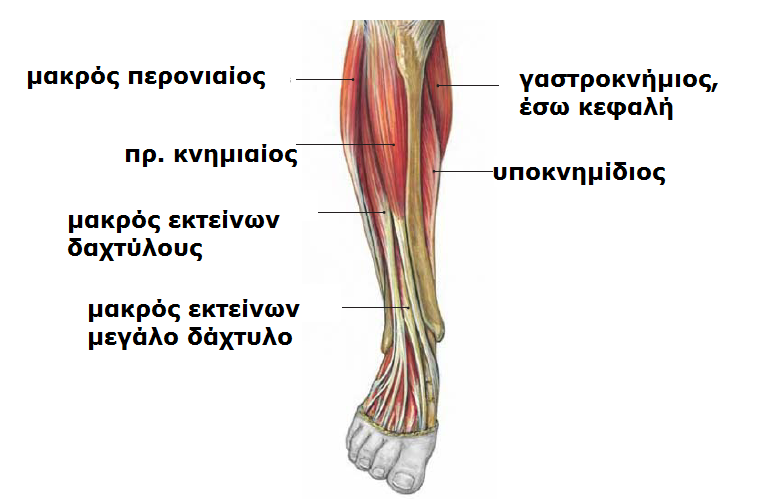 μακρός περονιαίος
γαστροκνήμιος,
έσω κεφαλή
πρ. κνημιαίος
υποκνημίδιος
μακρός εκτείνων
δαχτύλους
μακρός εκτείνων
μεγάλο δάχτυλο